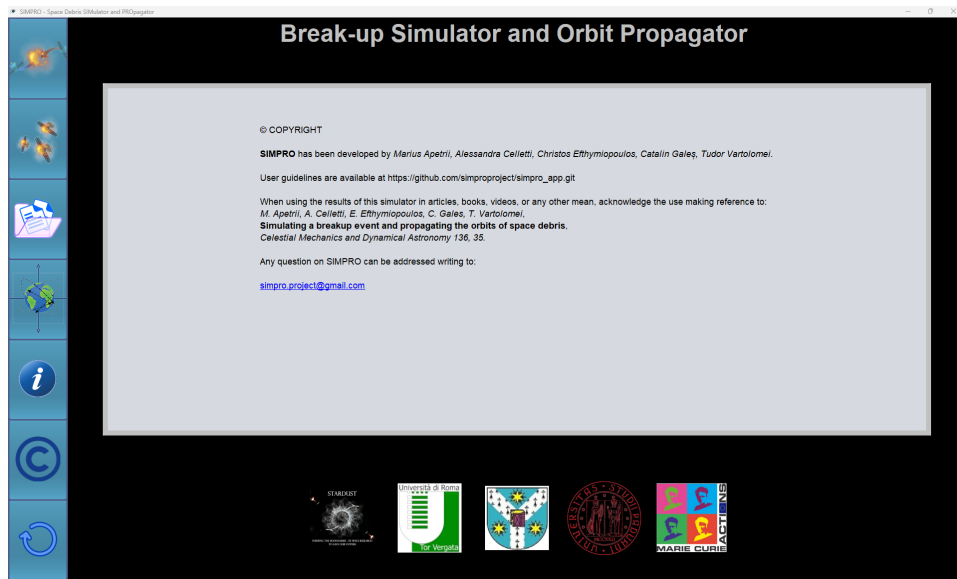 SIMPRO - Space Debris SIMulator and PROpagator
Break-up Simulator and Orbit Propagator
© COPYRIGHT
SIMPRO has been developed by Marius Apetrii, Alessandra Celletti, Christos Efthymiopoulos, Catalin Galeș, Tudor Vartolomei.
User guidelines are available at https://github.com/simproproject/simpro_app.git
When using the results of this simulator in articles, books, videos, or any other mean, acknowledge the use making reference to:
M. Apetrii, A. Celletti, E. Efthymiopoulos, C. Gales, T. Vartolomei,
Simulating a breakup event and propagating the orbits of space debris,
Celestial Mechanics and Dynamical Astronomy 136, 35.
Any question on SIMPRO can be addressed writing to:
simpro.project@gmail.com
i
©
STARDUST
Università di Roma
Tor Vergata
MARIE CURIE
ACTIONS